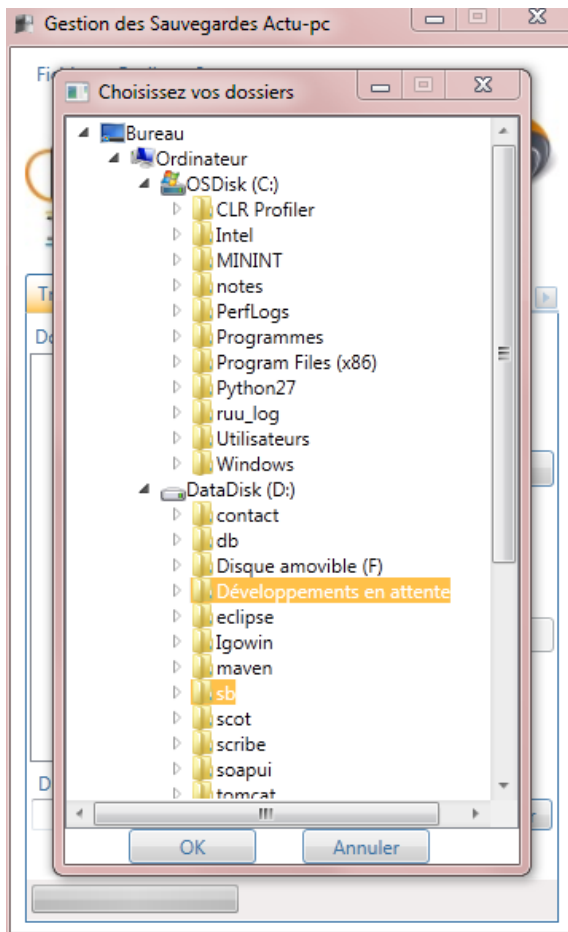 Gestion des Sauvegardes Actu-pc
Choisissez vos dossiers
Bureau
Ordinateur
OSDisk (C:)
CLR Profiler
Intel
MININT
notes
PerfLogs
Programmes
Program Files (x86)
Python27
ruu_log
Utilisateurs
Windows
DataDisk (D:)
contact
db
Disque amovible (F)
Développements en attente
eclipse
Igowin
maven
sb
scot
scribe
soapui
tomcat
OK Annuler